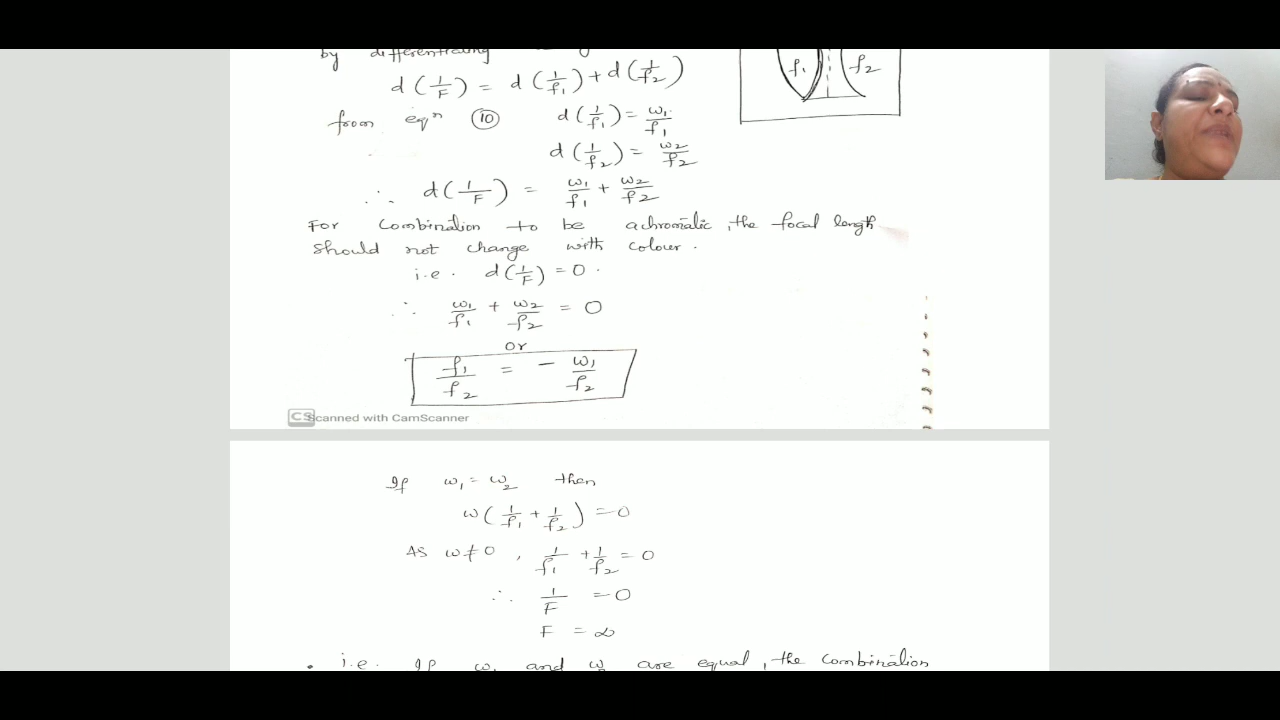 by differentiating
d(1/F) = d(1/f₁) + d(1/f₂)
f₁ f₂
from eqⁿ ⑩ d(1/f₁) = ω₁/f₁
d(1/f₂) = ω₂/f₂
∴ d(1/F) = ω₁/f₁ + ω₂/f₂
For Combination to be achromatic, the focal length
should not change with colour.
i.e. d(1/F) = 0.
∴ ω₁/f₁ + ω₂/f₂ = 0
or
f₁/f₂ = - ω₁/f₂
CS Scanned with CamScanner
If ω₁ = ω₂ then
ω(1/f₁ + 1/f₂) = 0
As ω ≠ 0, 1/f₁ + 1/f₂ = 0
∴ 1/F = 0
F = ∞
• i.e. If ω₁ and ω₂ are equal, the combination